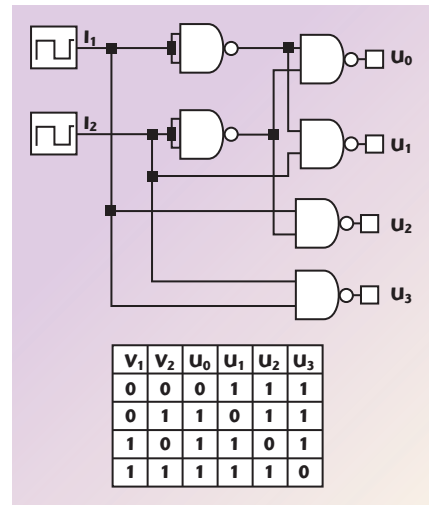 I₁
U₀
I₂
U₁
U₂
U₃
V₁ V₂ U₀ U₁ U₂ U₃
0 0 0 1 1 1
0 1 1 0 1 1
1 0 1 1 0 1
1 1 1 1 1 0